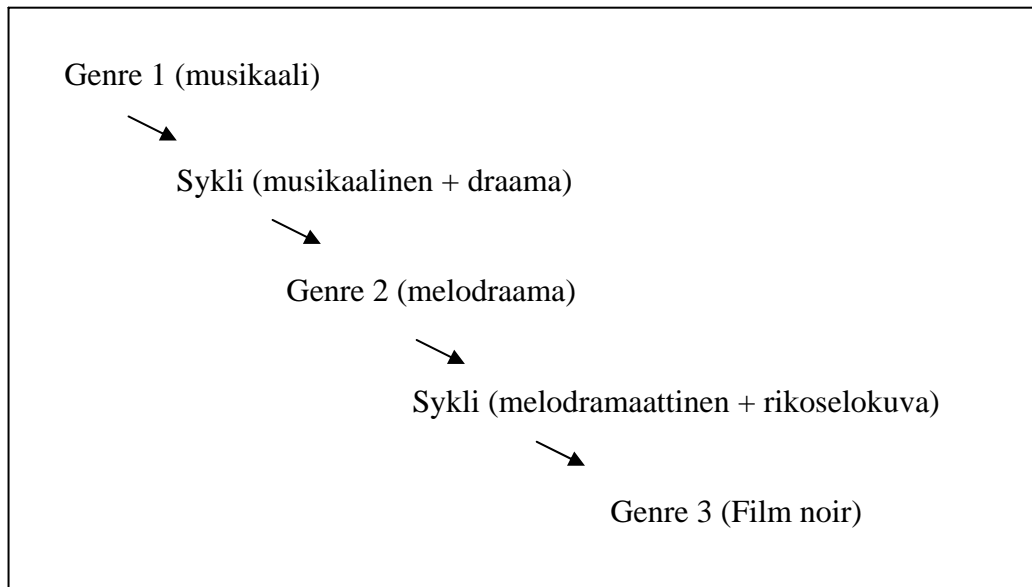 Genre 1 (musikaali)
Sykli (musikaalinen + draama)
Genre 2 (melodraama)
Sykli (melodramaattinen + rikoselokuva)
Genre 3 (Film noir)